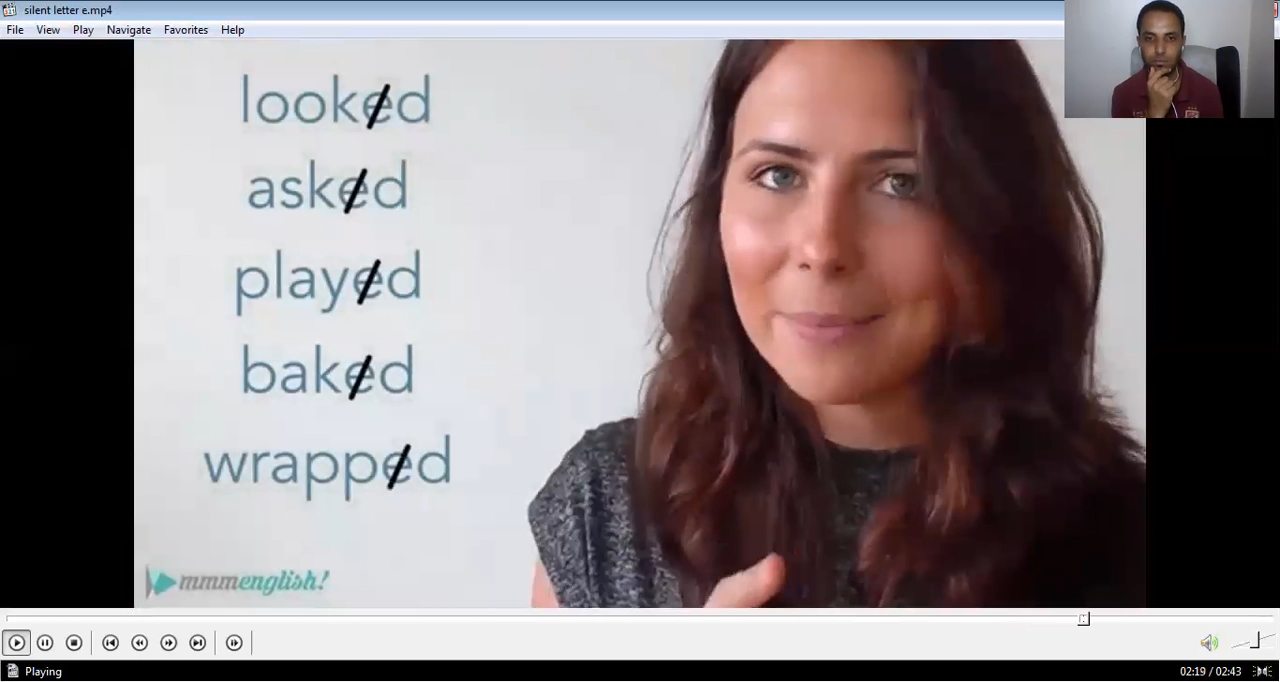 silent letter e.mp4
File View Play Navigate Favorites Help
looked
asked
played
baked
wrapped
mmmenglish!
Playing
02:19 / 02:43